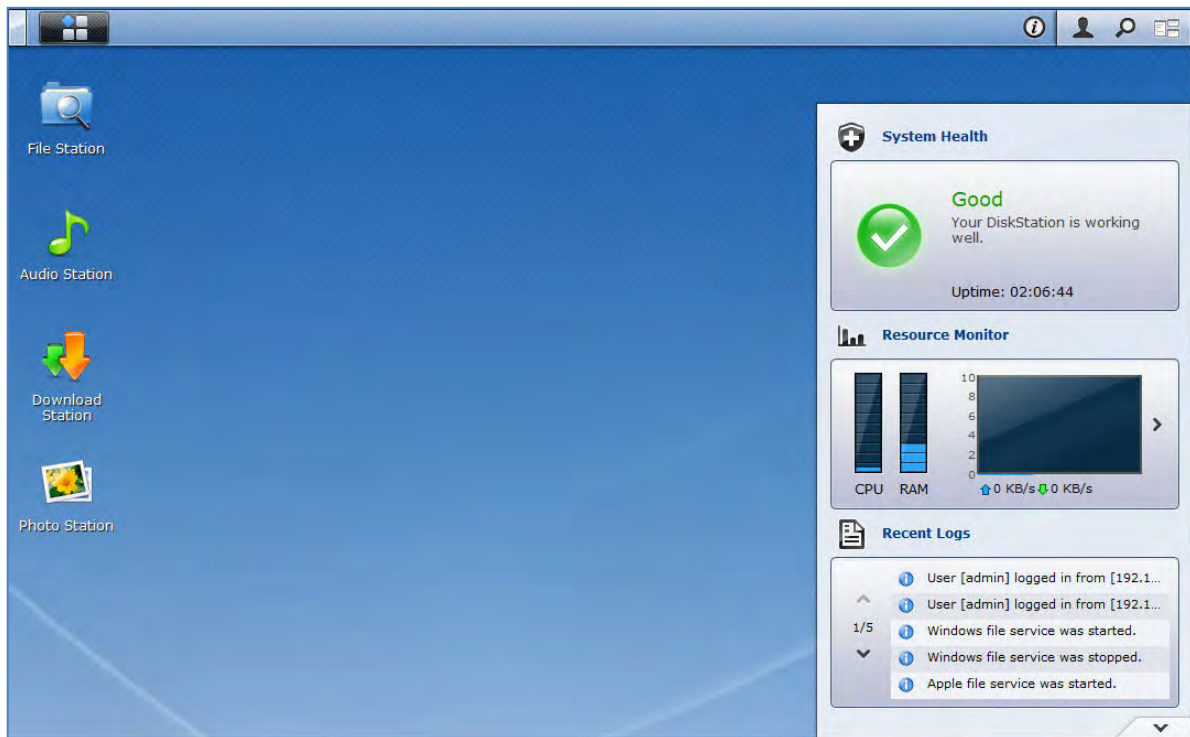 File Station
Audio Station
Download
Station
Photo Station
System Health
Good
Your DiskStation is working
well.
Uptime: 02:06:44
Resource Monitor
10
8
6
4
2
0
CPU RAM
0 KB/s 0 KB/s
Recent Logs
User [admin] logged in from [192.1...
User [admin] logged in from [192.1...
1/5
Windows file service was started.
Windows file service was stopped.
Apple file service was started.